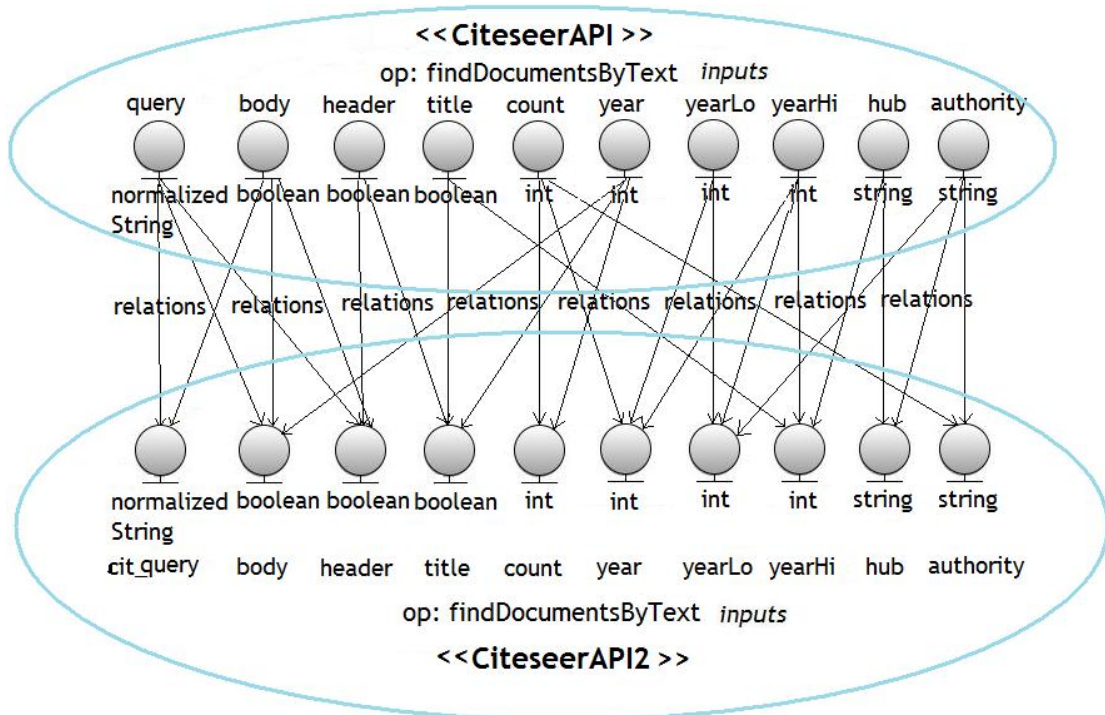 <<CiteseerAPI >>
op: findDocumentsByText inputs
query body header title count year yearLo yearHi hub authority
normalized boolean boolean boolean int int int int string string
String
relations relations relations relations relations relations relations relations
normalized boolean boolean boolean int int int int string string
String
cit_query body header title count year yearLo yearHi hub authority
op: findDocumentsByText inputs
<<CiteseerAPI2 >>